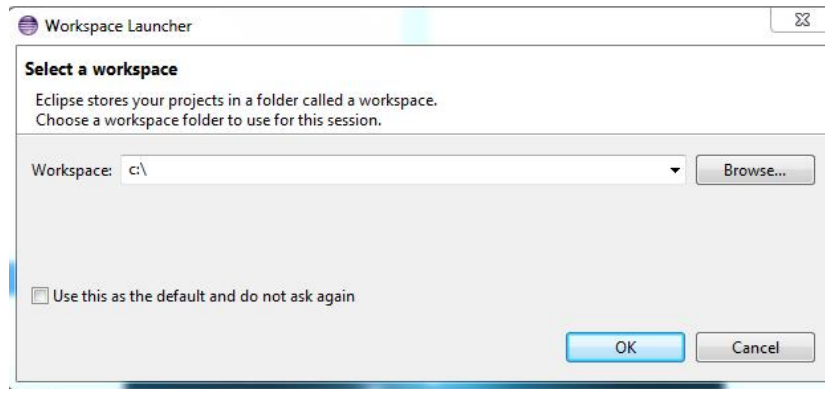 Workspace Launcher
Select a workspace
Eclipse stores your projects in a folder called a workspace.
Choose a workspace folder to use for this session.
Workspace: c:\ Browse...
Use this as the default and do not ask again
OK Cancel